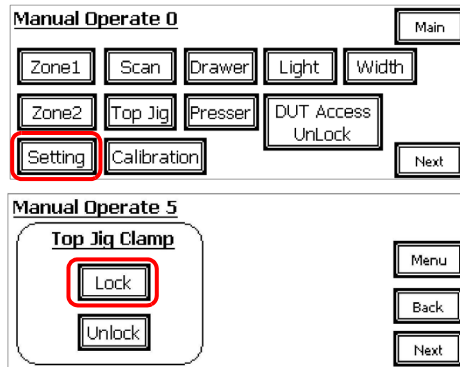 Manual Operate 0
Main
Zone1 Scan Drawer Light Width
Zone2 Top Jig Presser DUT Access UnLock
Setting Calibration Next
Manual Operate 5
Top Jig Clamp
Menu
Lock
Back
Unlock
Next